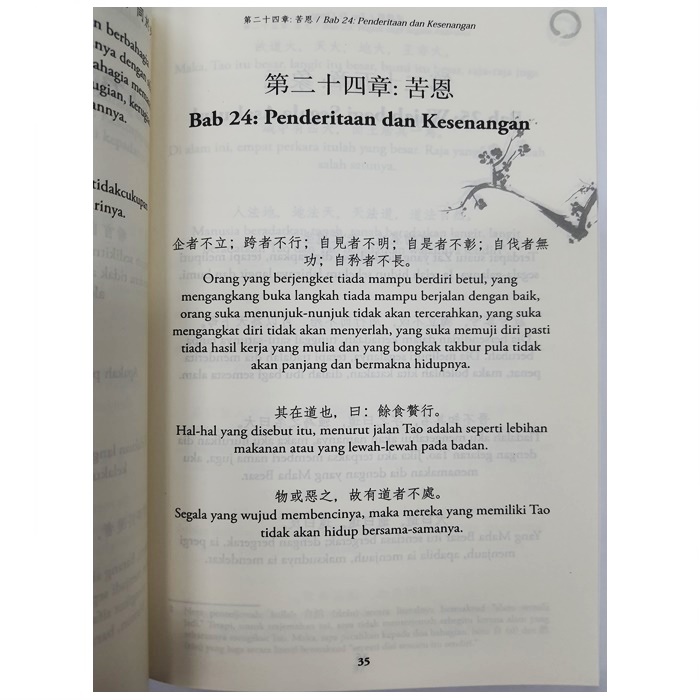 berbahagia
nya dengan
ahagia
ugian,
annya.
tidakcukupan
rinya.
第二十四章: 苦恩 / Bab 24: Penderitaan dan Kesenangan
第二十四章: 苦恩
Bab 24: Penderitaan dan Kesenangan
企者不立；跨者不行；自見者不明；自是者不彰；自伐者無
功；自矜者不長。
Orang yang berjengket tiada mampu berdiri betul, yang
mengangkang buka langkah tiada mampu berjalan dengan baik,
orang suka menunjuk-nunjuk tidak akan tercerahkan, yang suka
mengangkat diri tidak akan menyerlah, yang suka memuji diri pasti
tiada hasil kerja yang mulia dan yang bongkak takbur pula tidak
akan panjang dan bermakna hidupnya.
其在道也，曰：餘食贅行。
Hal-hal yang disebut itu, menurut jalan Tao adalah seperti lebihan
makanan atau yang lewah-lewah pada badan.
物或惡之，故有道者不處。
Segala yang wujud membencinya, maka mereka yang memiliki Tao
tidak akan hidup bersama-samanya.
35